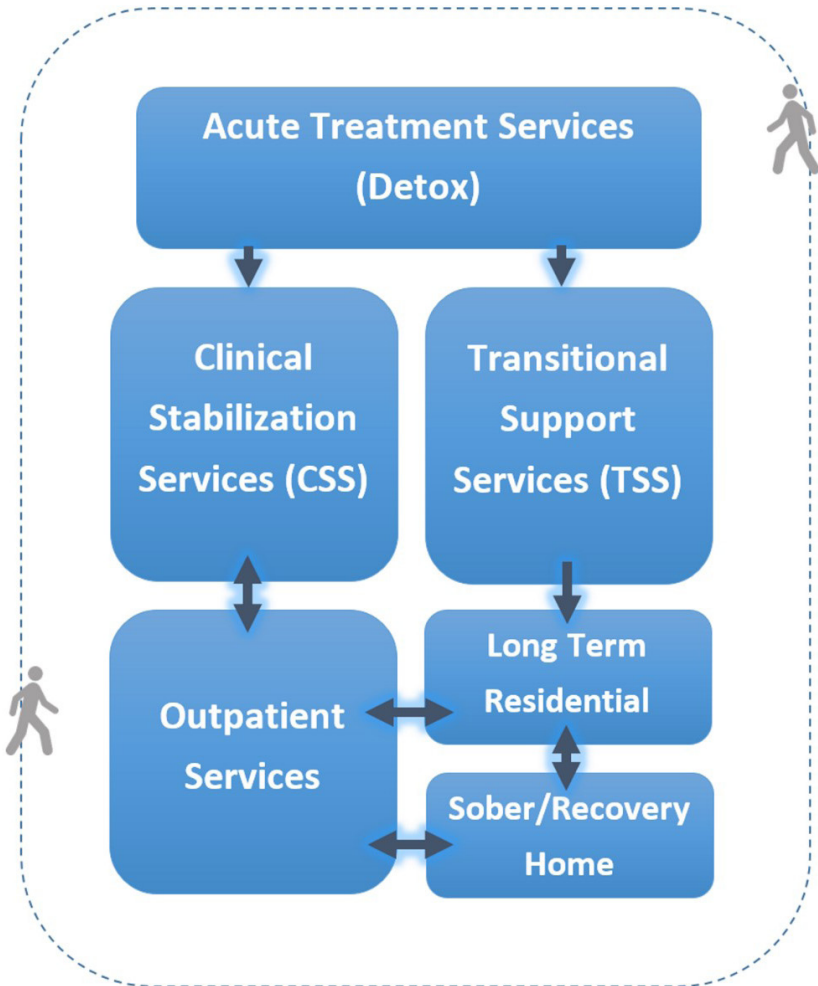 Acute Treatment Services
(Detox)
Clinical
Stabilization
Services (CSS)
Transitional
Support
Services (TSS)
Outpatient
Services
Long Term
Residential
Sober/Recovery
Home